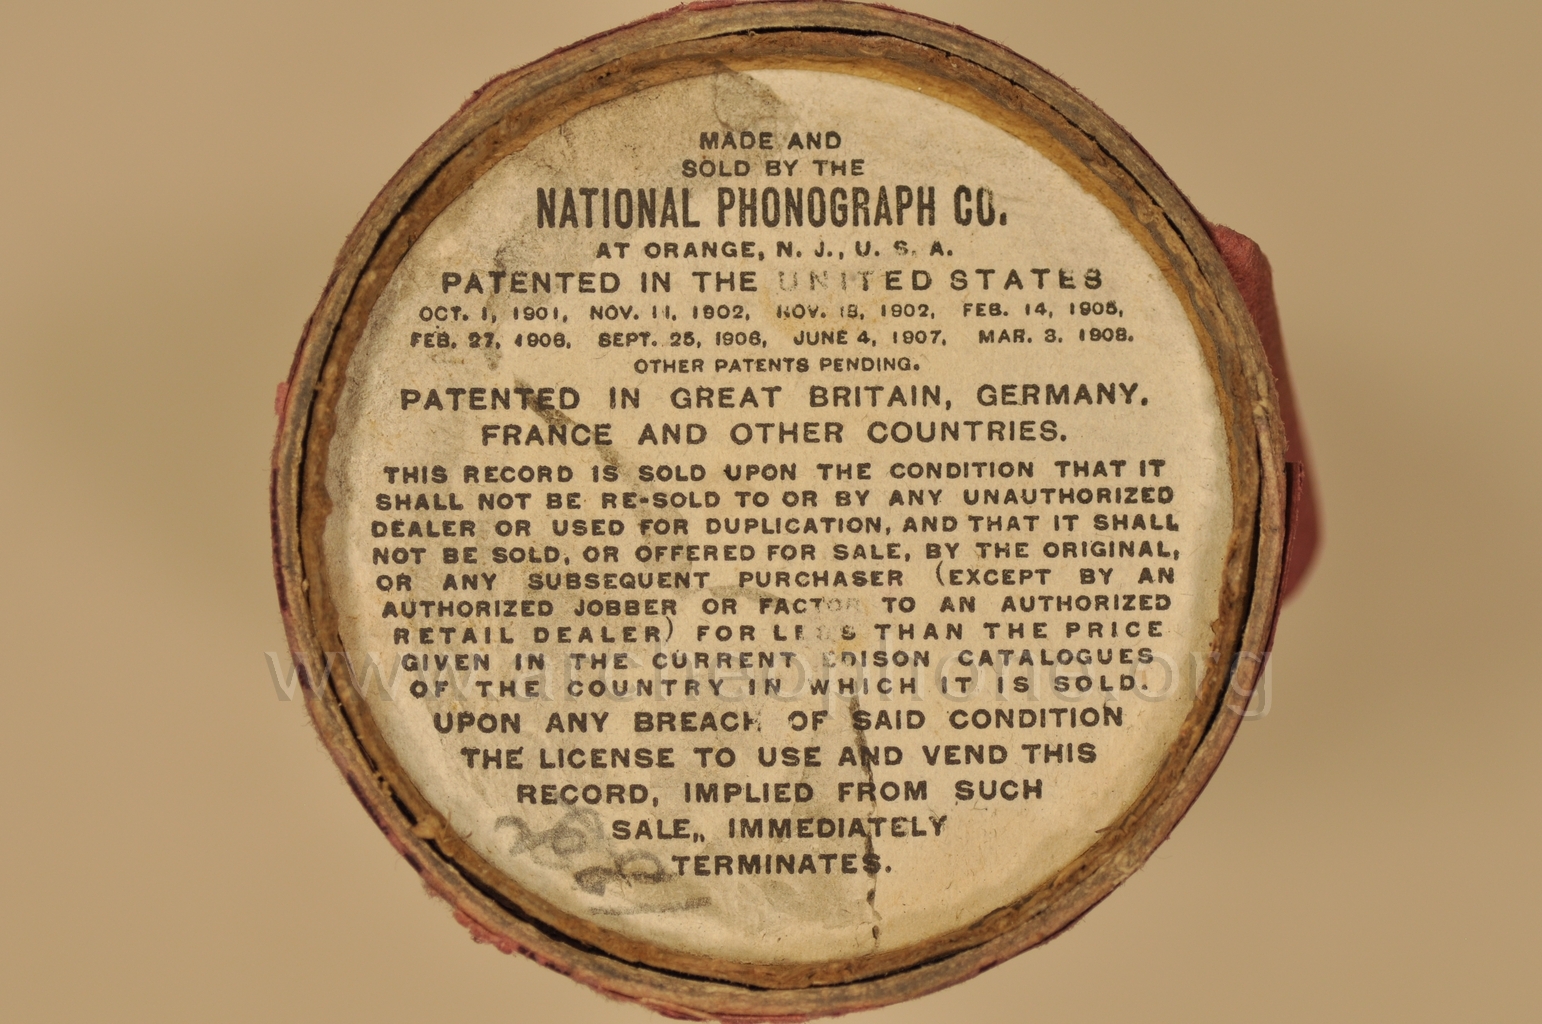 MADE AND
SOLD BY THE
NATIONAL PHONOGRAPH CO.
AT ORANGE, N. J., U. S. A.
PATENTED IN THE UNITED STATES
OCT. 1, 1901, NOV. 11, 1902, NOV. 18, 1902, FEB. 14, 1905,
FEB. 27, 1906, SEPT. 25, 1906, JUNE 4, 1907, MAR. 3, 1908.
OTHER PATENTS PENDING.
PATENTED IN GREAT BRITAIN, GERMANY.
FRANCE AND OTHER COUNTRIES.
THIS RECORD IS SOLD UPON THE CONDITION THAT IT
SHALL NOT BE RE-SOLD TO OR BY ANY UNAUTHORIZED
DEALER OR USED FOR DUPLICATION, AND THAT IT SHALL
NOT BE SOLD, OR OFFERED FOR SALE, BY THE ORIGINAL,
OR ANY SUBSEQUENT PURCHASER (EXCEPT BY AN
AUTHORIZED JOBBER OR FACTOR TO AN AUTHORIZED
RETAIL DEALER) FOR LESS THAN THE PRICE
GIVEN IN THE CURRENT EDISON CATALOGUES
OF THE COUNTRY IN WHICH IT IS SOLD.
UPON ANY BREACH OF SAID CONDITION
THE LICENSE TO USE AND VEND THIS
RECORD, IMPLIED FROM SUCH
SALE,, IMMEDIATELY
TERMINATES.
www.archeophone.org